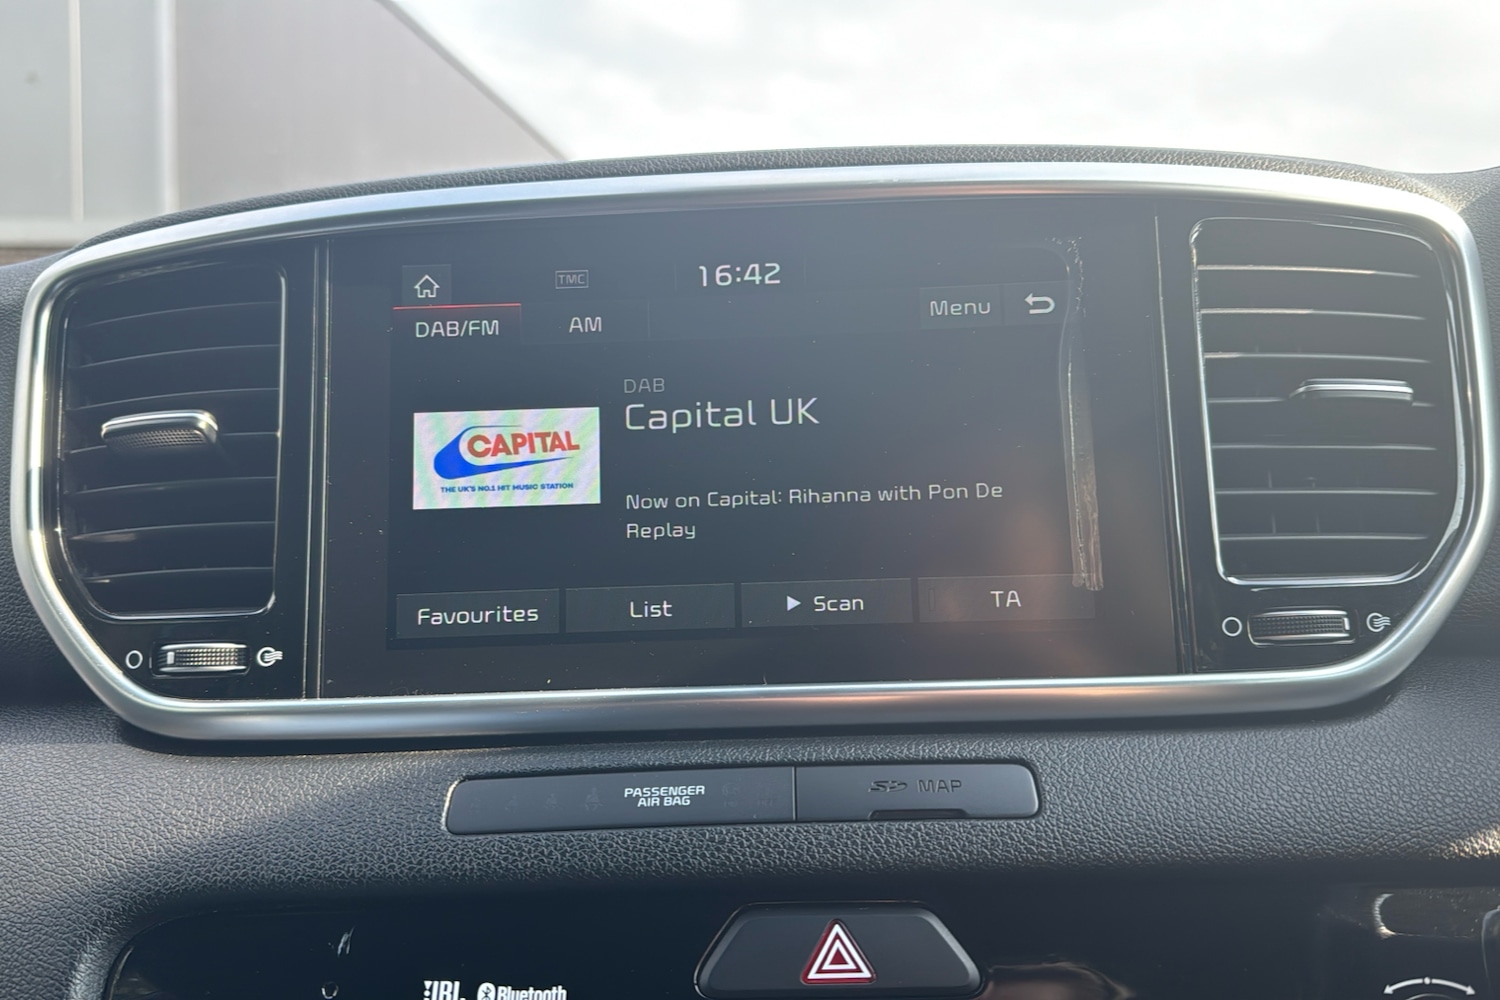 TMC
16:42
DAB/FM
AM
Menu
DAB
Capital UK
CAPITAL
THE UK'S NO.1 HIT MUSIC STATION
Now on Capital: Rihanna with Pon De
Replay
Favourites
List
Scan
TA
PASSENGER
AIR BAG
SD MAP
JBL
Bluetooth